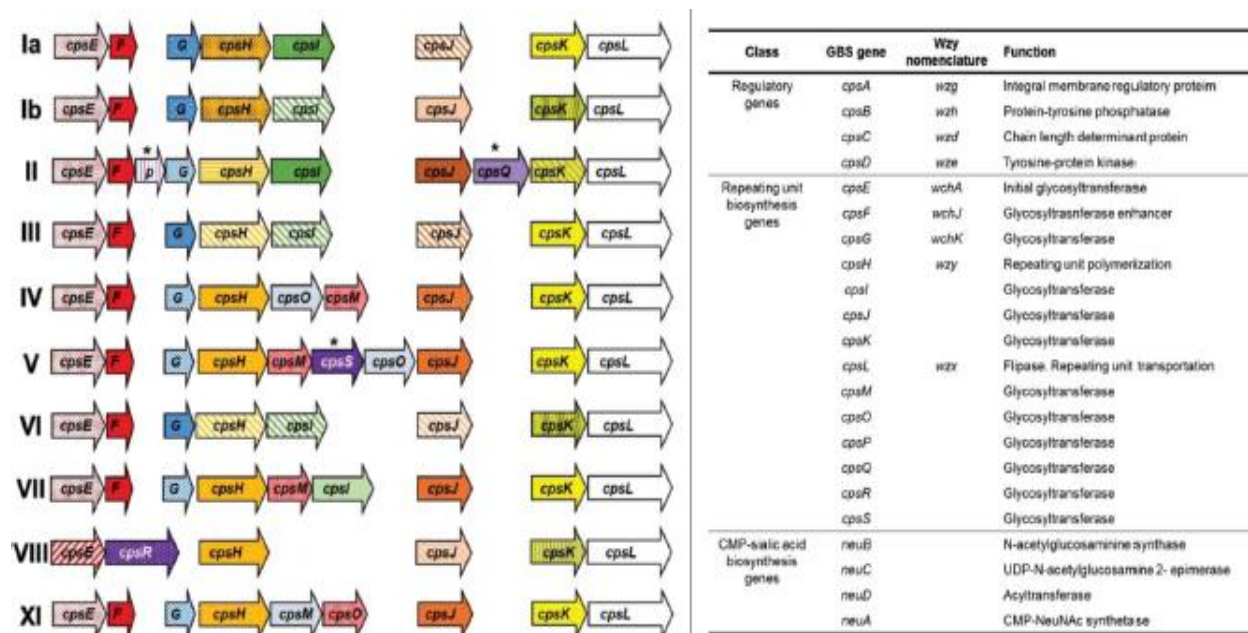 Ia cpsE F G cpsH cpsI cpsJ cpsK cpsL
Ib cpsE F G cpsH cpsI cpsJ cpsK cpsL
* *
II cpsE F p G cpsH cpsI cpsJ cpsQ cpsK cpsL
III cpsE F G cpsH cpsI cpsJ cpsK cpsL
IV cpsE F G cpsH cpsO cpsM cpsJ cpsK cpsL
*
V cpsE F G cpsH cpsM cpsS cpsO cpsJ cpsK cpsL
VI cpsE F G cpsH cpsI cpsJ cpsK cpsL
VII cpsE F G cpsH cpsM cpsI cpsJ cpsK cpsL
VIII cpsE cpsR cpsH cpsJ cpsK cpsL
XI cpsE F G cpsH cpsM cpsO cpsJ cpsK cpsL
Class GBS gene Wzy nomenclature Function
Regulatory genes cpsA wzg Integral membrane regulatory proteim
cpsB wzh Protein-tyrosine phosphatase
cpsC wzd Chain length determinant protein
cpsD wze Tyrosine-protein kinase
Repeating unit biosynthesis genes cpsE wchA Initial glycosyltransferase
cpsF wchJ Glycosyltrasnferase enhancer
cpsG wchK Glycosyltransferase
cpsH wzy Repeating unit polymerization
cpsI Glycosyltransferase
cpsJ Glycosyltransferase
cpsK Glycosyltransferase
cpsL wzx Flipase. Repeating unit transportation
cpsM Glycosyltransferase
cpsO Glycosyltransferase
cpsP Glycosyltransferase
cpsQ Glycosyltransferase
cpsR Glycosyltransferase
cpsS Glycosyltransferase
CMP-sialic acid biosynthesis genes neuB N-acetylglucosaminine synthase
neuC UDP-N-acetylglucosamine 2- epimerase
neuD Acyltransferase
neuA CMP-NeuNAc synthetase